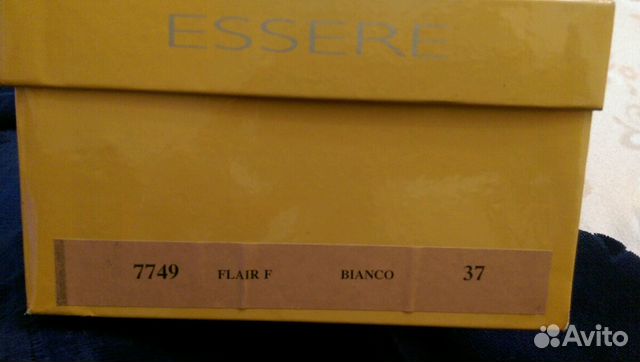 ESSERE
7749 FLAIR F BIANCO 37
Avito